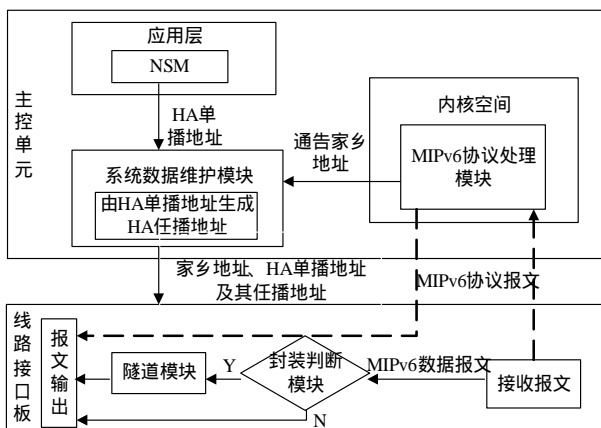 应用层
NSM
主控单元
HA单
播地址
内核空间
通告家乡
地址
MIPv6协议处理
模块
系统数据维护模块
由HA单播地址生成
HA任播地址
家乡地址、HA单播地址
及其任播地址
MIPv6协议报文
线路接口板
报文输出
隧道模块
Y
封装判断
模块
MIPv6数据报文
接收报文
N